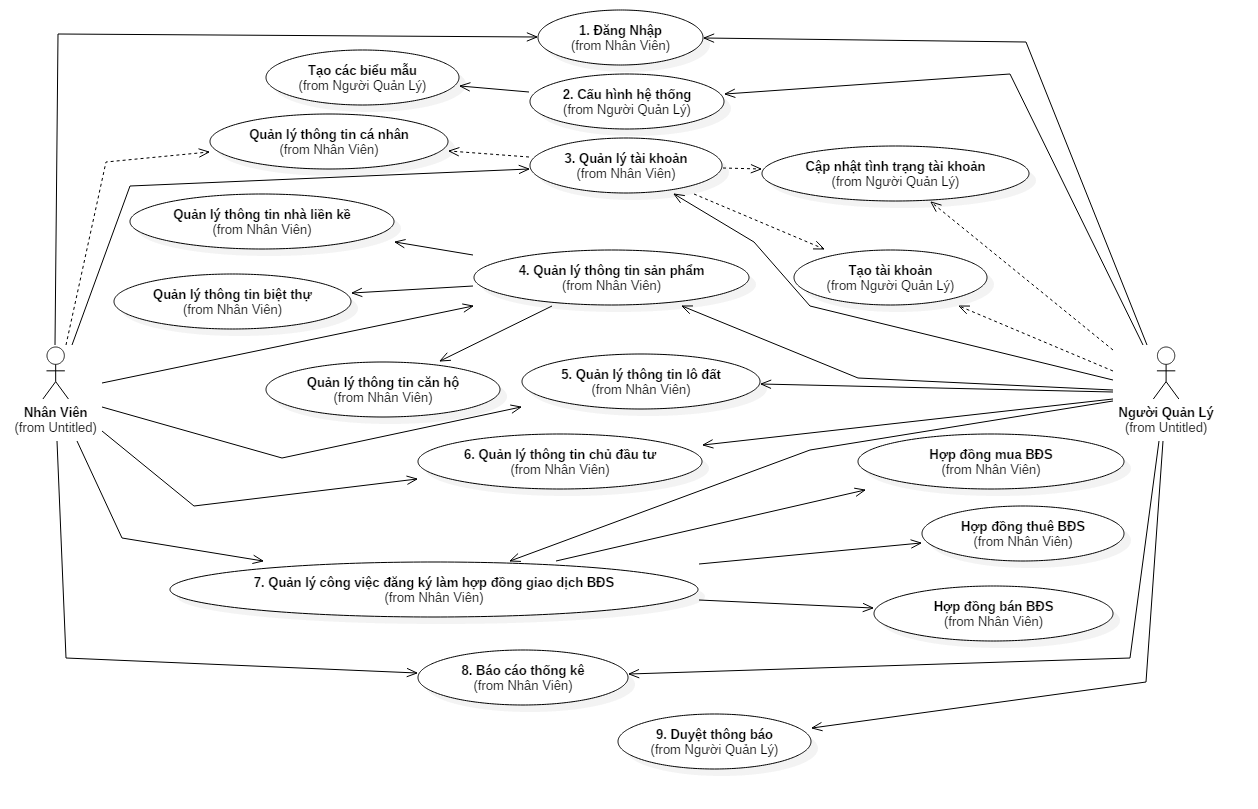 1. Đăng Nhập
(from Nhân Viên)
Tạo các biểu mẫu
(from Người Quản Lý)
2. Cấu hình hệ thống
(from Người Quản Lý)
Quản lý thông tin cá nhân
(from Nhân Viên)
3. Quản lý tài khoản
(from Nhân Viên)
Cập nhật tình trạng tài khoản
(from Người Quản Lý)
Quản lý thông tin nhà liền kề
(from Nhân Viên)
4. Quản lý thông tin sản phẩm
(from Nhân Viên)
Tạo tài khoản
(from Người Quản Lý)
Quản lý thông tin biệt thự
(from Nhân Viên)
Quản lý thông tin căn hộ
(from Nhân Viên)
5. Quản lý thông tin lô đất
(from Nhân Viên)
Nhân Viên
(from Untitled)
Người Quản Lý
(from Untitled)
6. Quản lý thông tin chủ đầu tư
(from Nhân Viên)
Hợp đồng mua BĐS
(from Nhân Viên)
Hợp đồng thuê BĐS
(from Nhân Viên)
7. Quản lý công việc đăng ký làm hợp đồng giao dịch BĐS
(from Nhân Viên)
Hợp đồng bán BĐS
(from Nhân Viên)
8. Báo cáo thống kê
(from Nhân Viên)
9. Duyệt thông báo
(from Người Quản Lý)